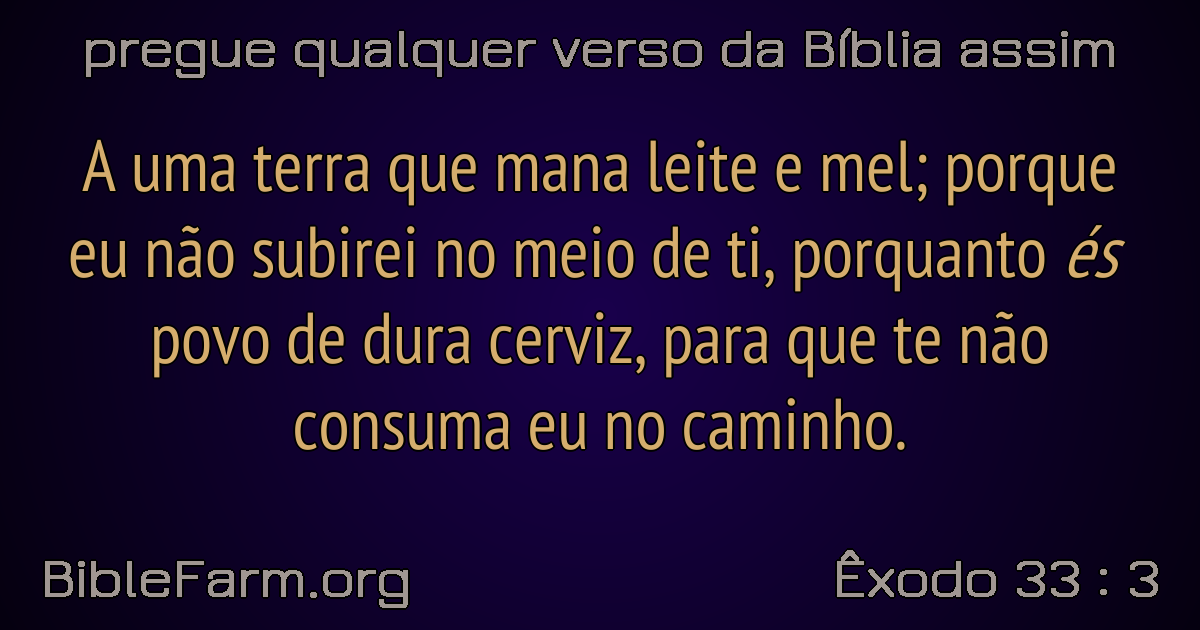 pregue qualquer verso da Bíblia assim
A uma terra que mana leite e mel; porque
eu não subirei no meio de ti, porquanto és
povo de dura cerviz, para que te não
consuma eu no caminho.
BibleFarm.org
Êxodo 33 : 3